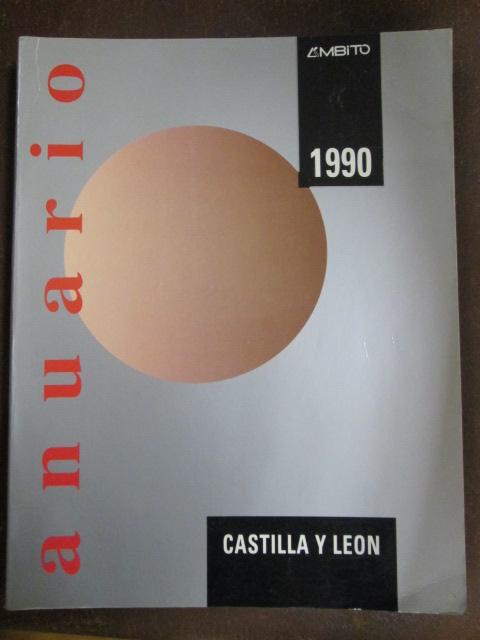 anuario
ÁMBITO
1990
CASTILLA Y LEON